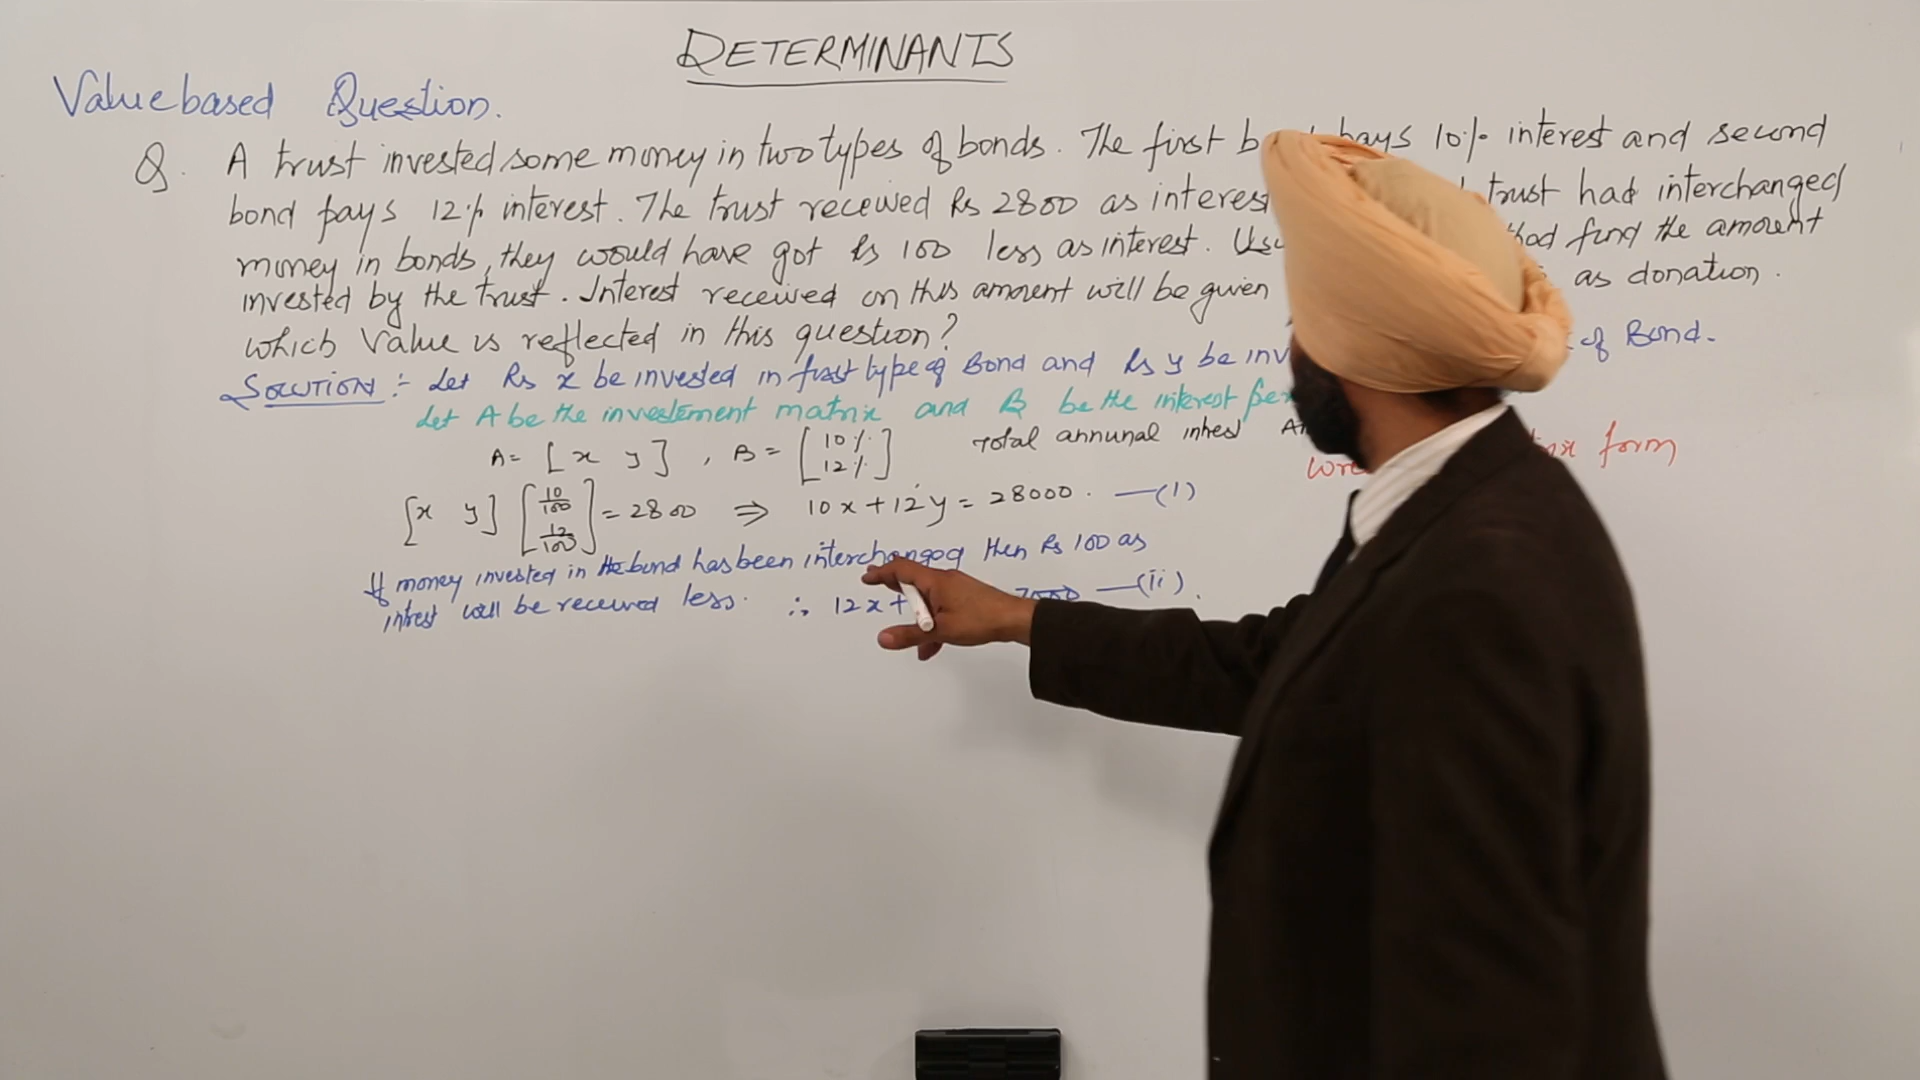 DETERMINANTS
Value based Question.
Q. A trust invested some money in two types of bonds. The first pays 10% interest and second
bond pays 12% interest. The trust received Rs 2800 as interest trust had interchanged
money in bonds, they would have got Rs 100 less as interest. find the amount
invested by the trust. Interest received on this amount will be given as donation.
which Value is reflected in this question?
SOLUTION :- Let Rs x be invested in first type of Bond and Rs y be of Bond.
Let A be the investement matrix and B be the interest per
A = [x y], B = [10% 12%] Total annunal intrest form
[x y] [10/100 12/100] = 2800 ⇒ 10x + 12y = 28000. —(1)
If money invested in the bond has been interchanged then Rs 100 as
intrest will be received less. ∴ 12x + 7000 —(ii).